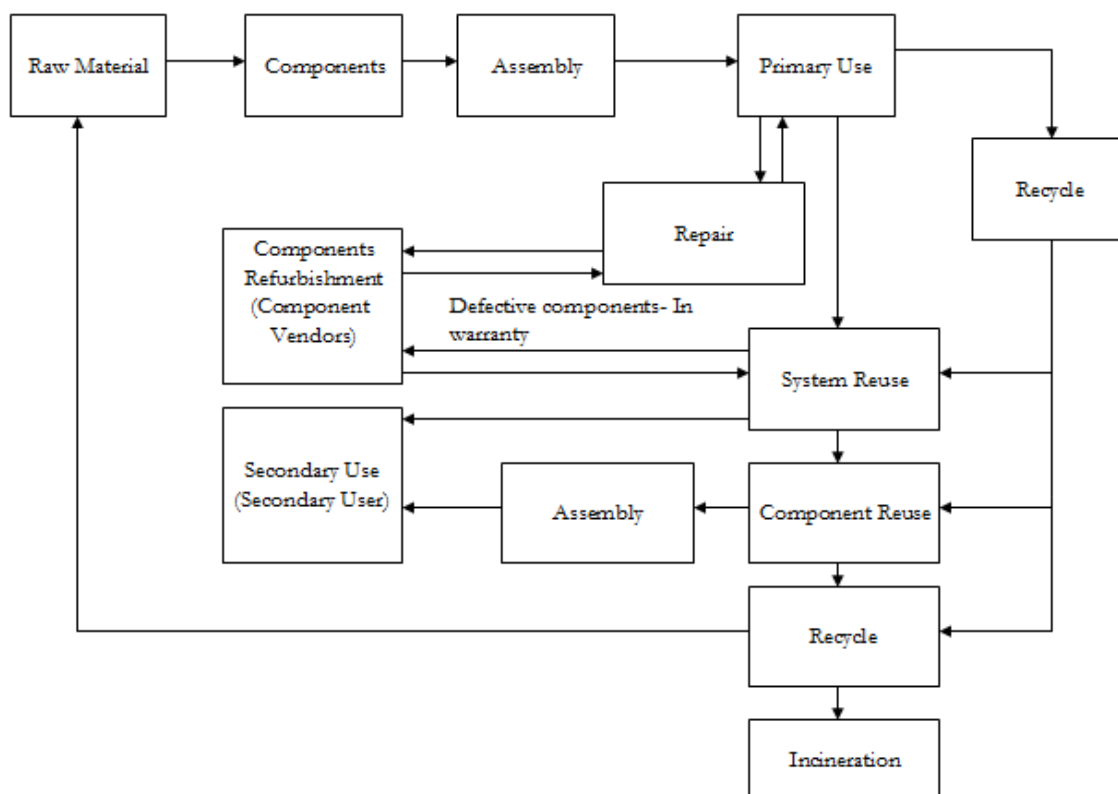 Raw Material
Components
Assembly
Primary Use
Recycle
Repair
Components
Refurbishment
(Component
Vendors)
Defective components- In
warranty
System Reuse
Secondary Use
(Secondary User)
Assembly
Component Reuse
Recycle
Incineration